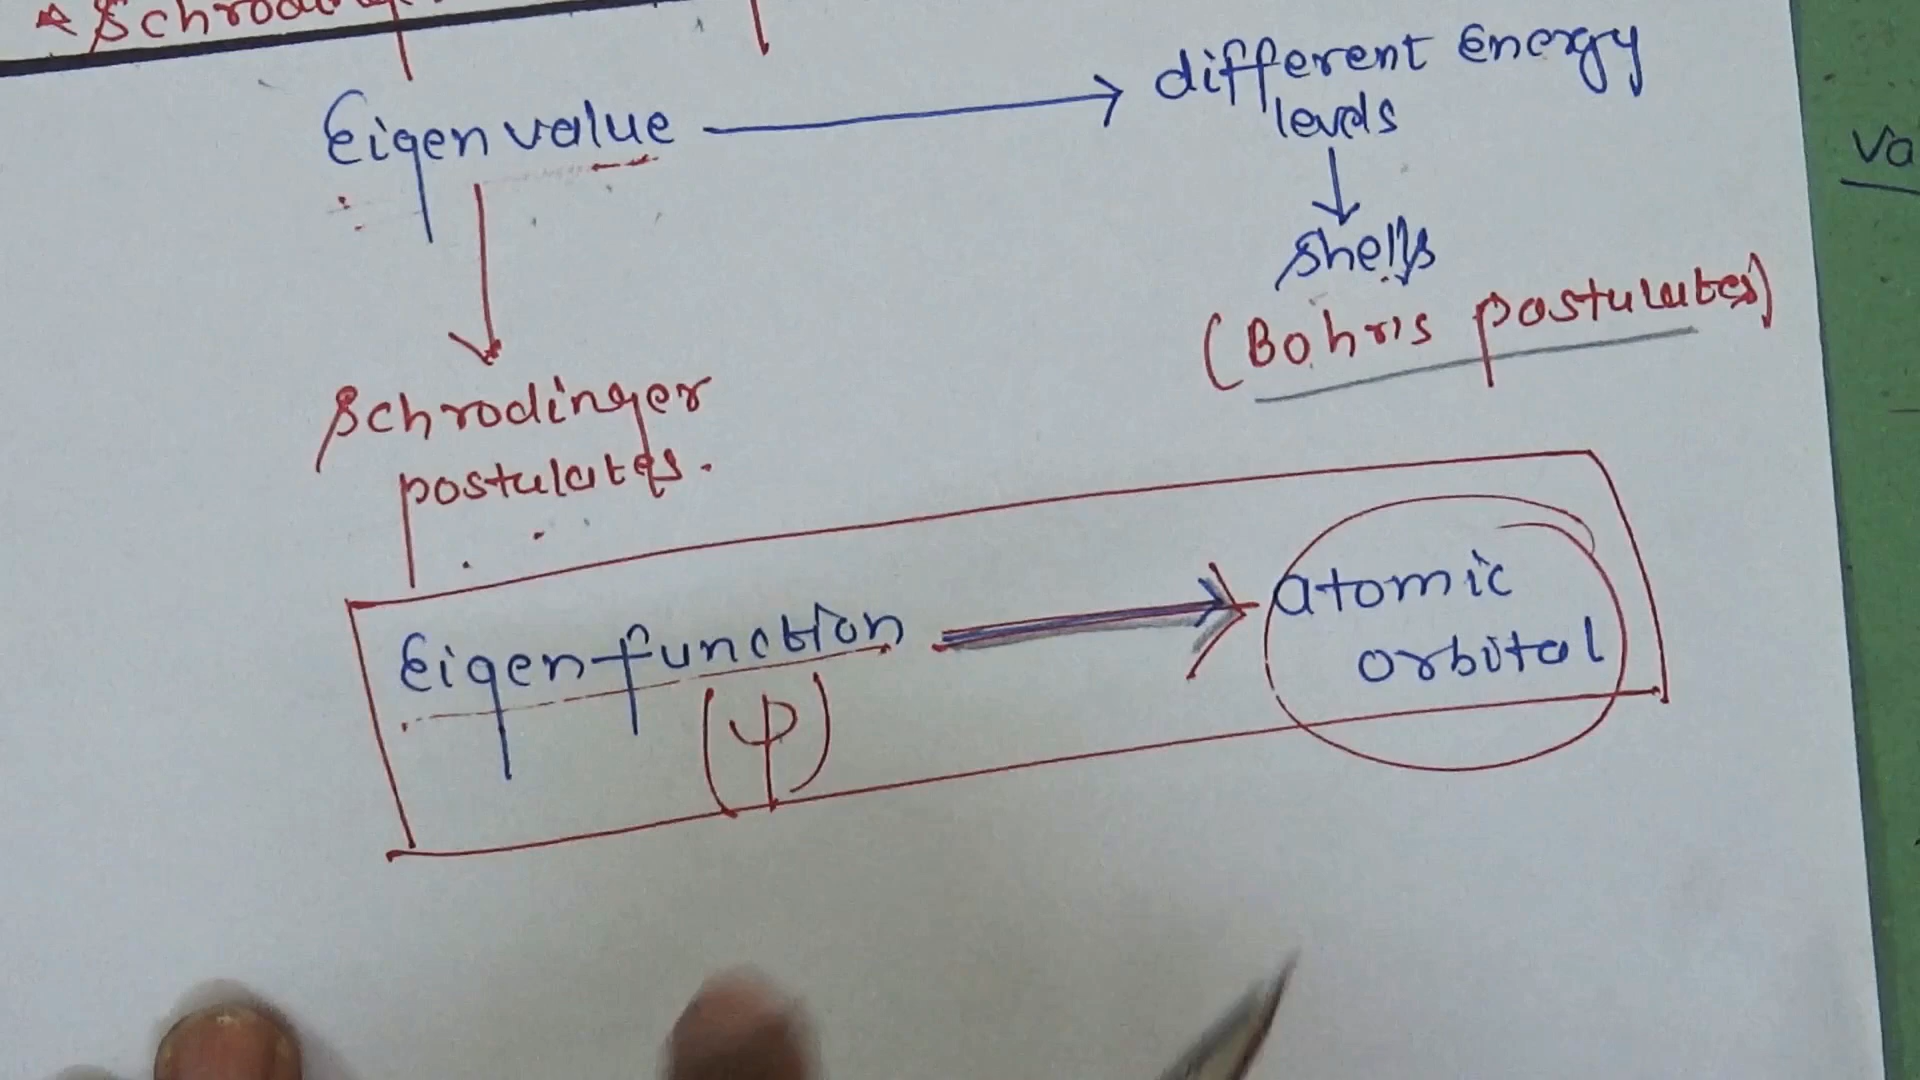 Eigen value → different Energy
levels
↓
shells
(Bohr's postulates)
Schrodinger
postulates.
Eigen function → atomic
orbital
(ψ)